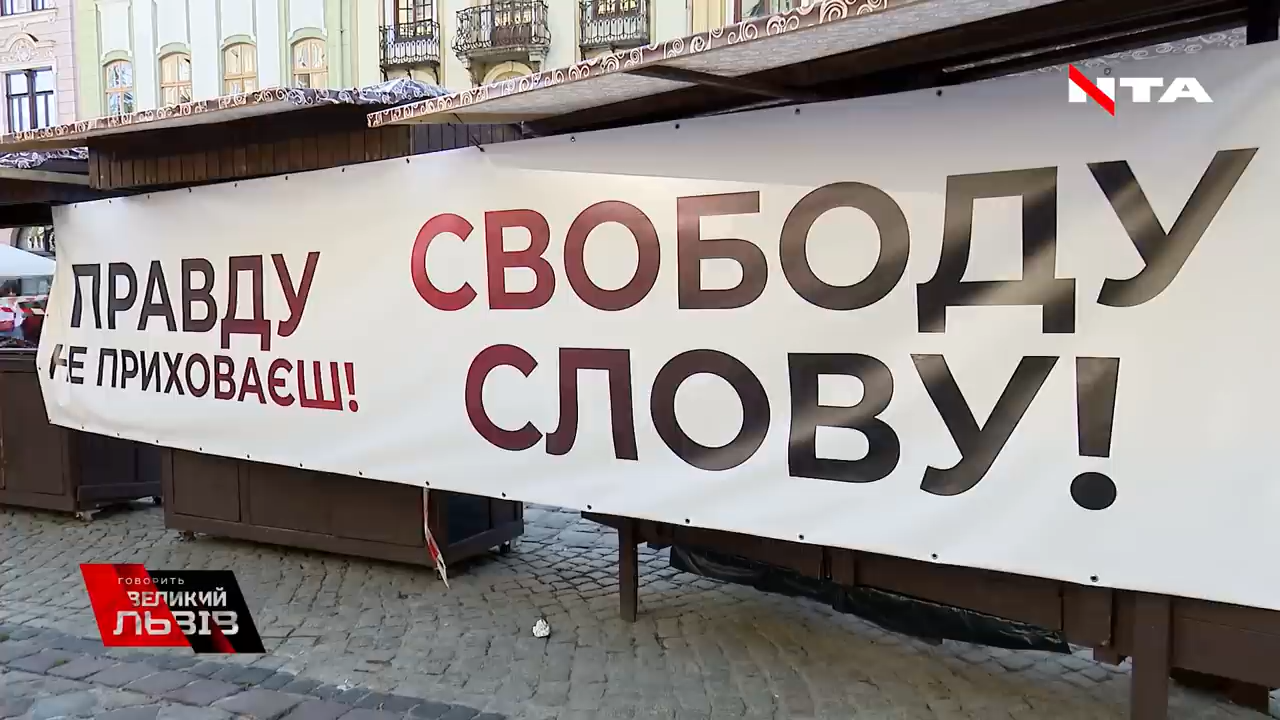 NTA
ПРАВДУ
НЕ ПРИХОВАЄШ!
СВОБОДУ
СЛОВУ!
ГОВОРИТЬ
ВЕЛИКИЙ
ЛЬВІВ